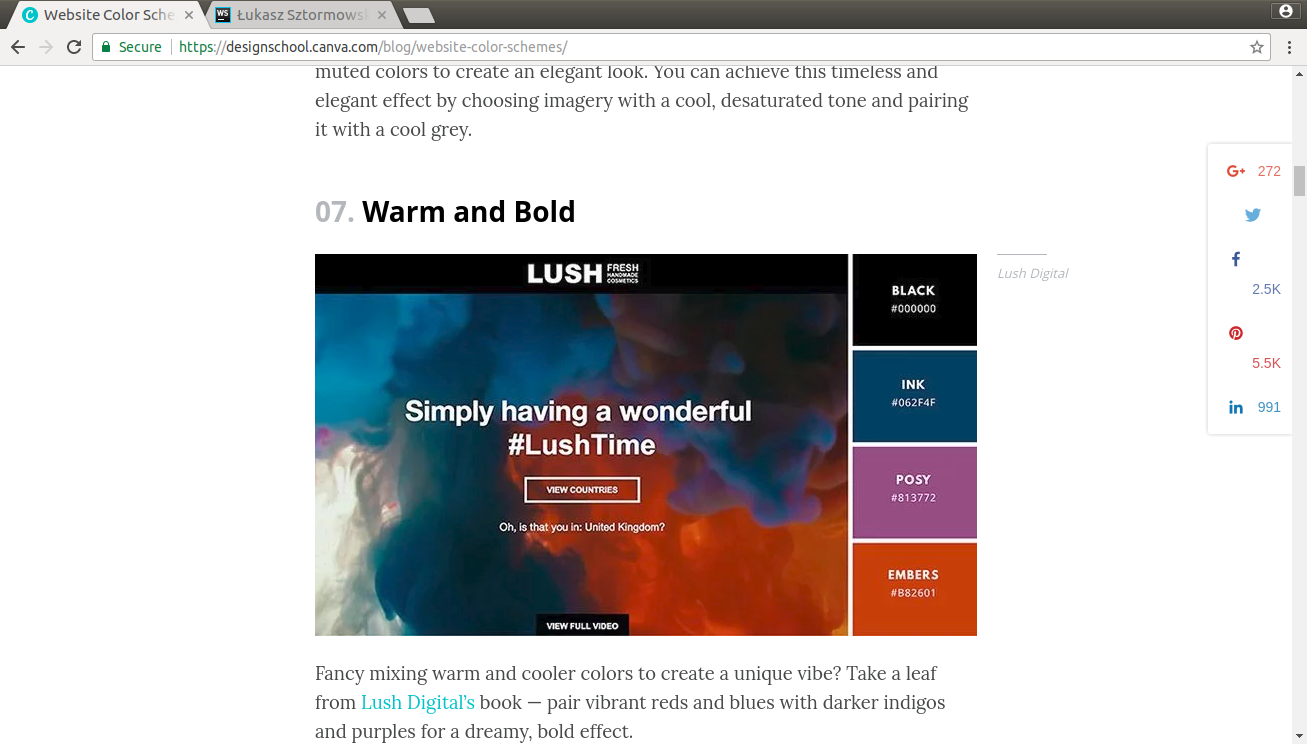 Website Color Sche
Łukasz Sztormowsk
Secure
https://designschool.canva.com/blog/website-color-schemes/
muted colors to create an elegant look. You can achieve this timeless and
elegant effect by choosing imagery with a cool, desaturated tone and pairing
it with a cool grey.
07. Warm and Bold
LUSH FRESH
HANDMADE
COSMETICS
Simply having a wonderful
#LushTime
VIEW COUNTRIES
Oh, is that you in: United Kingdom?
VIEW FULL VIDEO
BLACK
#000000
INK
#062F4F
POSY
#813772
EMBERS
#B82601
Lush Digital
Fancy mixing warm and cooler colors to create a unique vibe? Take a leaf
from Lush Digital's book — pair vibrant reds and blues with darker indigos
and purples for a dreamy, bold effect.
G+ 272
2.5K
5.5K
in 991